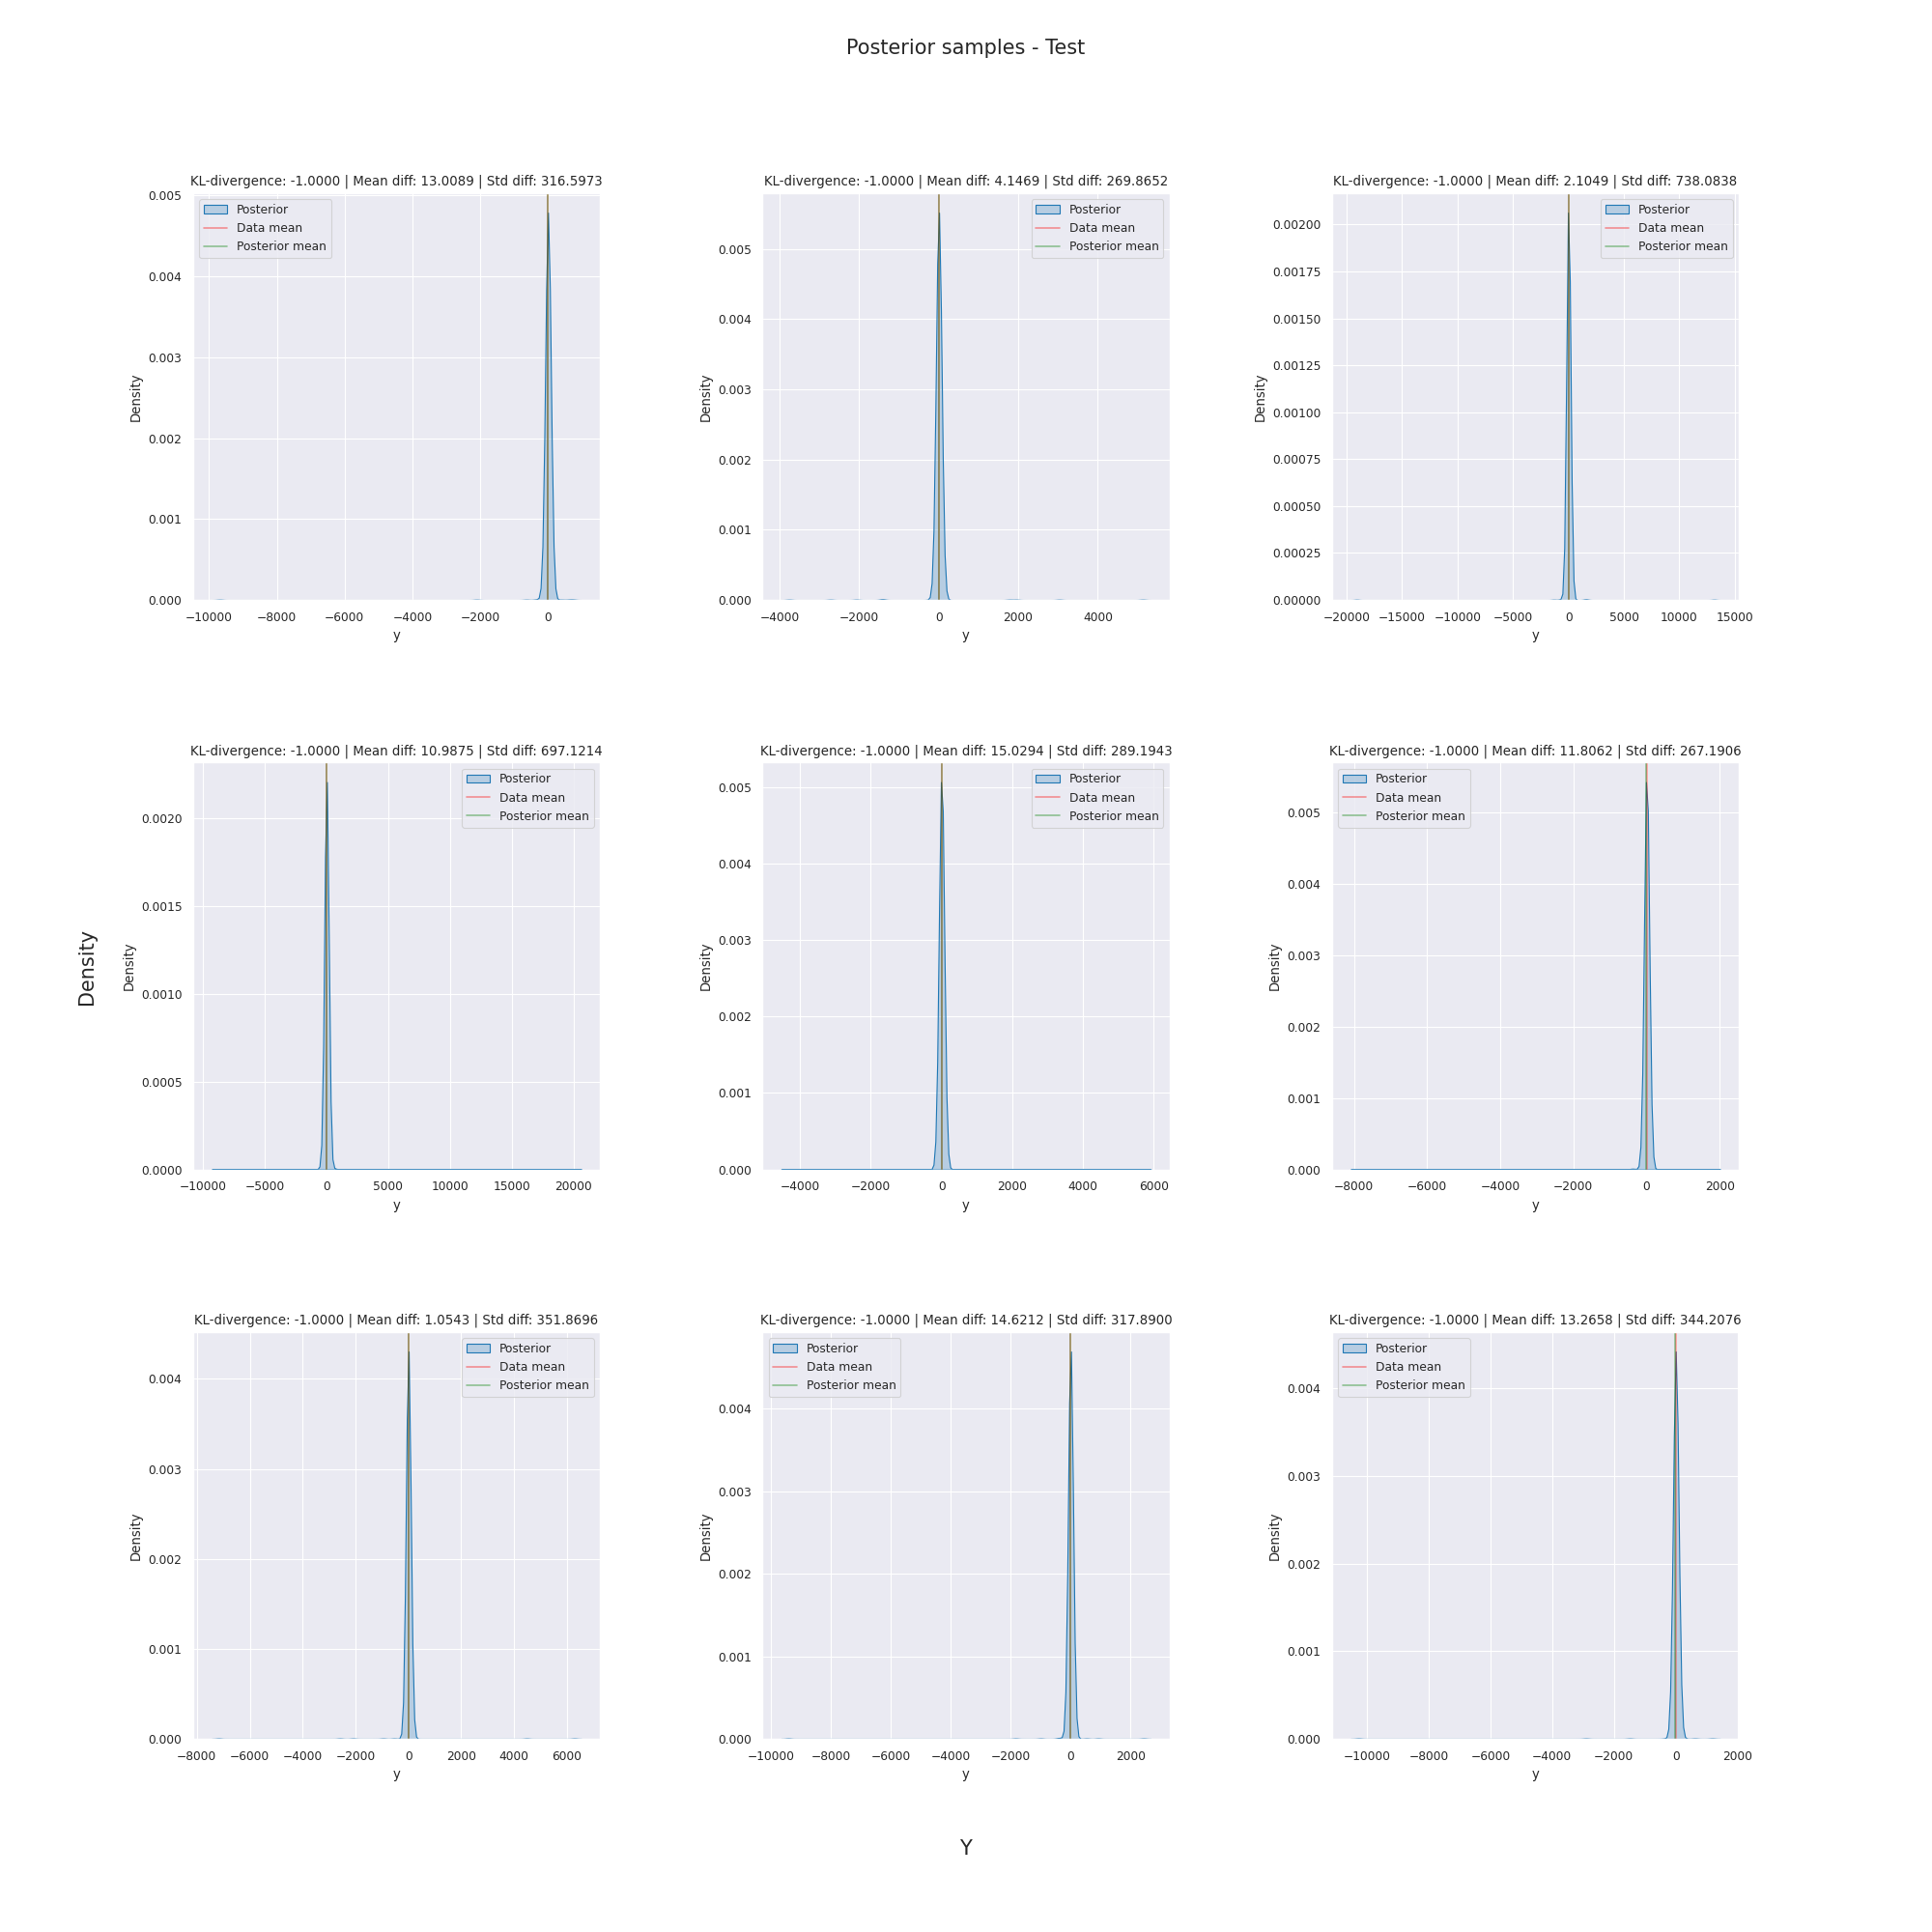 Posterior samples - Test
KL-divergence: -1.0000 | Mean diff: 13.0089 | Std diff: 316.5973
Posterior
Data mean
Posterior mean
0.005
0.004
0.003
0.002
0.001
0.000
Density
−10000 −8000 −6000 −4000 −2000 0
y
KL-divergence: -1.0000 | Mean diff: 4.1469 | Std diff: 269.8652
Posterior
Data mean
Posterior mean
0.005
0.004
0.003
0.002
0.001
0.000
Density
−4000 −2000 0 2000 4000
y
KL-divergence: -1.0000 | Mean diff: 2.1049 | Std diff: 738.0838
Posterior
Data mean
Posterior mean
0.00200
0.00175
0.00150
0.00125
0.00100
0.00075
0.00050
0.00025
0.00000
Density
−20000 −15000 −10000 −5000 0 5000 10000 15000
y
Density
KL-divergence: -1.0000 | Mean diff: 10.9875 | Std diff: 697.1214
Posterior
Data mean
Posterior mean
0.0020
0.0015
0.0010
0.0005
0.0000
Density
−10000 −5000 0 5000 10000 15000 20000
y
KL-divergence: -1.0000 | Mean diff: 15.0294 | Std diff: 289.1943
Posterior
Data mean
Posterior mean
0.005
0.004
0.003
0.002
0.001
0.000
Density
−4000 −2000 0 2000 4000 6000
y
KL-divergence: -1.0000 | Mean diff: 11.8062 | Std diff: 267.1906
Posterior
Data mean
Posterior mean
0.005
0.004
0.003
0.002
0.001
0.000
Density
−8000 −6000 −4000 −2000 0 2000
y
KL-divergence: -1.0000 | Mean diff: 1.0543 | Std diff: 351.8696
Posterior
Data mean
Posterior mean
0.004
0.003
0.002
0.001
0.000
Density
−8000 −6000 −4000 −2000 0 2000 4000 6000
y
KL-divergence: -1.0000 | Mean diff: 14.6212 | Std diff: 317.8900
Posterior
Data mean
Posterior mean
0.004
0.003
0.002
0.001
0.000
Density
−10000 −8000 −6000 −4000 −2000 0 2000
y
KL-divergence: -1.0000 | Mean diff: 13.2658 | Std diff: 344.2076
Posterior
Data mean
Posterior mean
0.004
0.003
0.002
0.001
0.000
Density
−10000 −8000 −6000 −4000 −2000 0 2000
y
Y